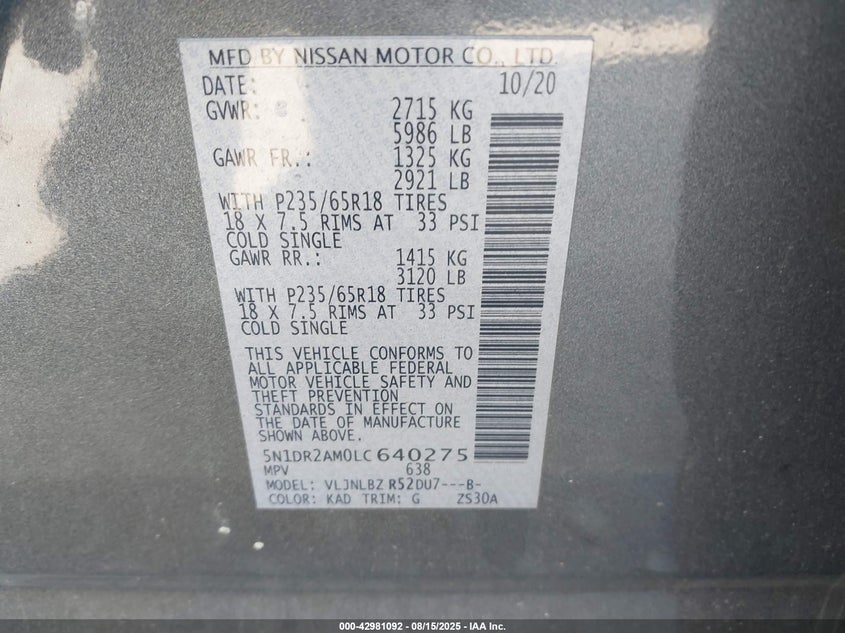 MFD BY NISSAN MOTOR CO., LTD.
DATE: 10/20
GVWR: 2715 KG
5986 LB
GAWR FR.: 1325 KG
2921 LB
WITH P235/65R18 TIRES
18 X 7.5 RIMS AT 33 PSI
COLD SINGLE
GAWR RR.: 1415 KG
3120 LB
WITH P235/65R18 TIRES
18 X 7.5 RIMS AT 33 PSI
COLD SINGLE
THIS VEHICLE CONFORMS TO
ALL APPLICABLE FEDERAL
MOTOR VEHICLE SAFETY AND
THEFT PREVENTION
STANDARDS IN EFFECT ON
THE DATE OF MANUFACTURE
SHOWN ABOVE.
5N1DR2AM0LC640275
MPV 638
MODEL: VLJNLBZ R52DU7---B-
COLOR: KAD TRIM: G ZS30A
000-42981092 - 08/15/2025 - IAA Inc.